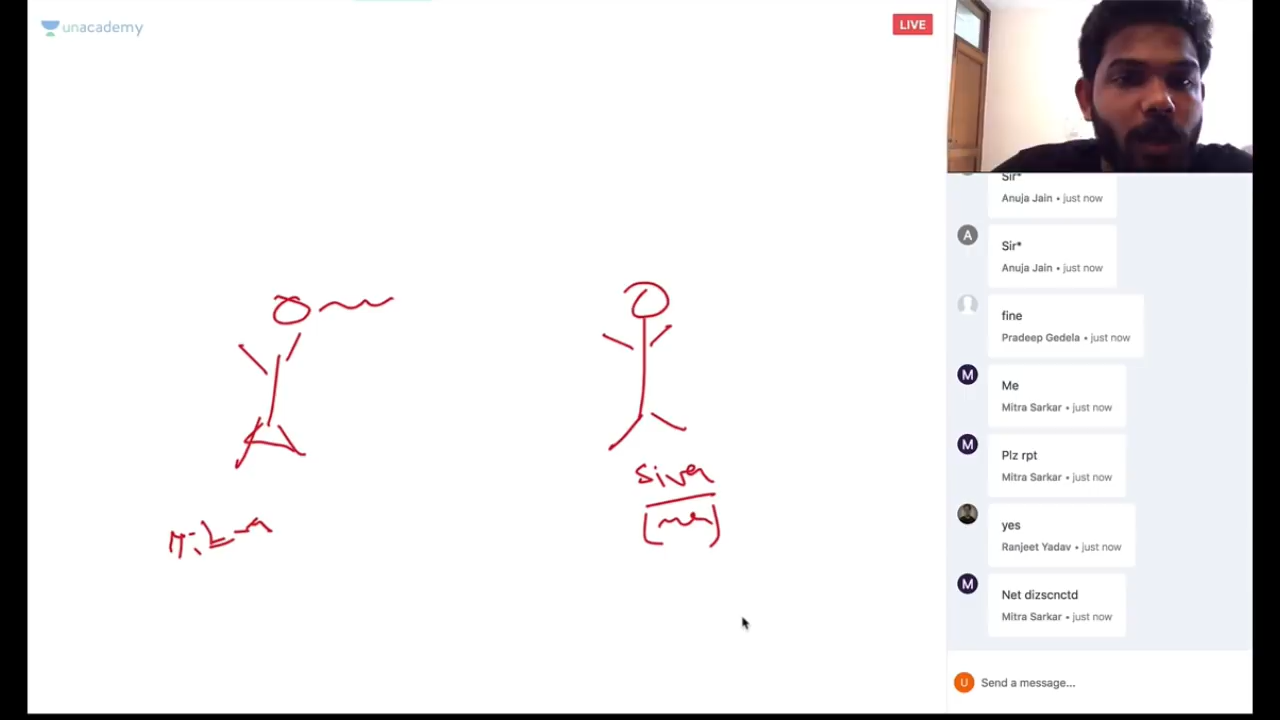 unacademy
LIVE
Sir*
Anuja Jain • just now
A
Sir*
Anuja Jain • just now
fine
Pradeep Gedela • just now
M
Me
Mitra Sarkar • just now
M
Plz rpt
Mitra Sarkar • just now
yes
Ranjeet Yadav • just now
M
Net dizscnctd
Mitra Sarkar • just now
Siva
(me)
U
Send a message...